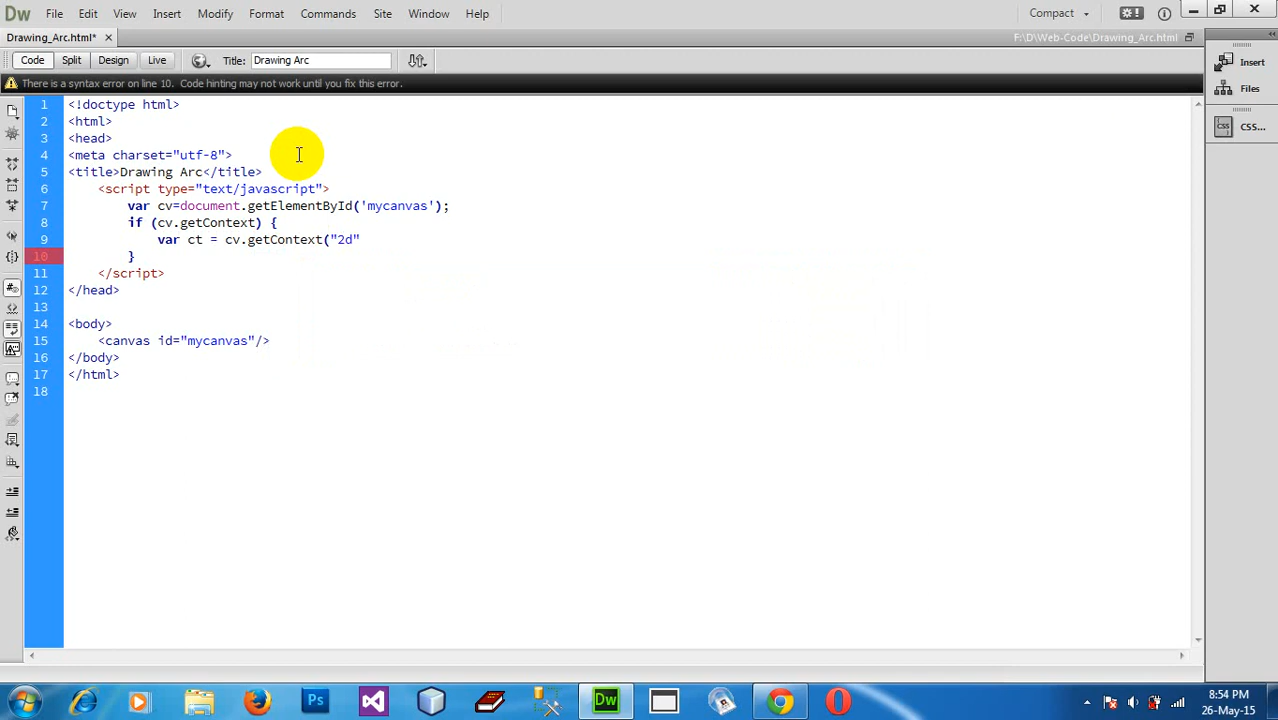 Dw File Edit View Insert Modify Format Commands Site Window Help Compact
Drawing_Arc.html* F:\D\Web-Code\Drawing_Arc.html
Code Split Design Live Title: Drawing Arc
There is a syntax error on line 10. Code hinting may not work until you fix this error.
1 <!doctype html>
2 <html>
3 <head>
4 <meta charset="utf-8">
5 <title>Drawing Arc</title>
6 <script type="text/javascript">
7 var cv=document.getElementById('mycanvas');
8 if (cv.getContext) {
9 var ct = cv.getContext("2d"
10 }
11 </script>
12 </head>
13
14 <body>
15 <canvas id="mycanvas"/>
16 </body>
17 </html>
18
Insert
Files
CSS CSS...
Ps Dw
8:54 PM
26-May-15